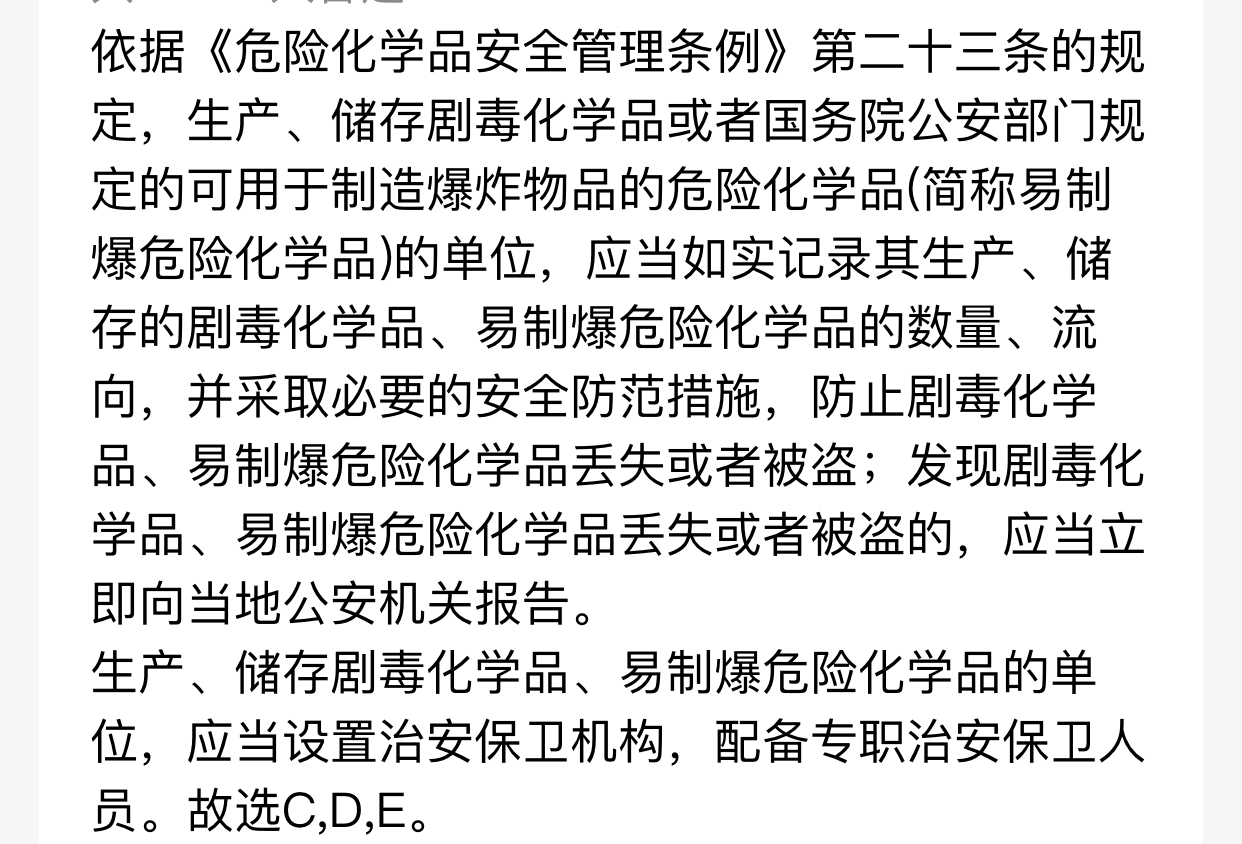 依据《危险化学品安全管理条例》第二十三条的规
定，生产、储存剧毒化学品或者国务院公安部门规
定的可用于制造爆炸物品的危险化学品(简称易制
爆危险化学品)的单位，应当如实记录其生产、储
存的剧毒化学品、易制爆危险化学品的数量、流
向，并采取必要的安全防范措施，防止剧毒化学
品、易制爆危险化学品丢失或者被盗；发现剧毒化
学品、易制爆危险化学品丢失或者被盗的，应当立
即向当地公安机关报告。
生产、储存剧毒化学品、易制爆危险化学品的单
位，应当设置治安保卫机构，配备专职治安保卫人
员。故选C,D,E。